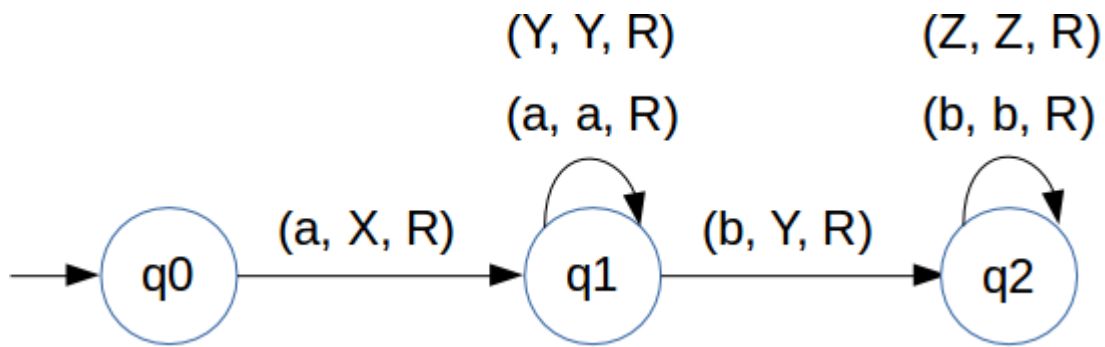 (Y, Y, R) (Z, Z, R)
(a, a, R) (b, b, R)
(a, X, R) (b, Y, R)
q0 q1 q2